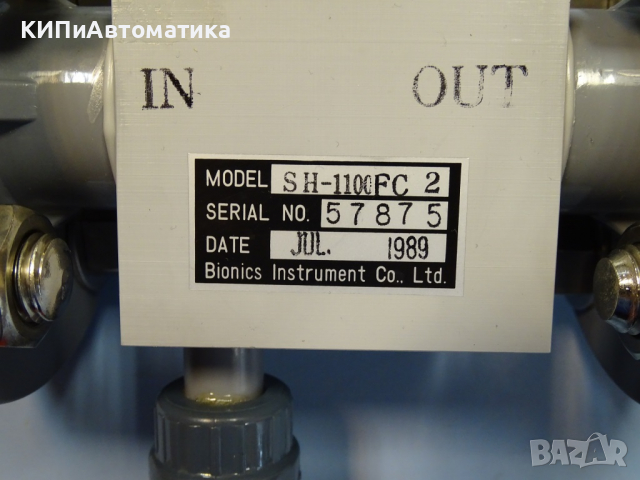 КИПиАвтоматика
IN OUT
MODEL SH-1100FC 2
SERIAL NO. 57875
DATE JUL. 1989
Bionics Instrument Co., Ltd.
BAZAR